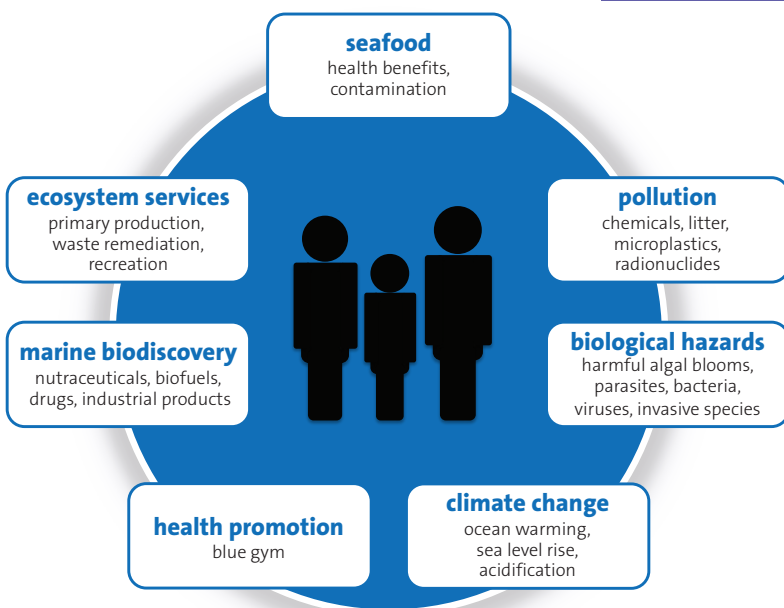 seafood
health benefits,
contamination
ecosystem services
primary production,
waste remediation,
recreation
pollution
chemicals, litter,
microplastics,
radionuclides
marine biodiscovery
nutraceuticals, biofuels,
drugs, industrial products
biological hazards
harmful algal blooms,
parasites, bacteria,
viruses, invasive species
health promotion
blue gym
climate change
ocean warming,
sea level rise,
acidification